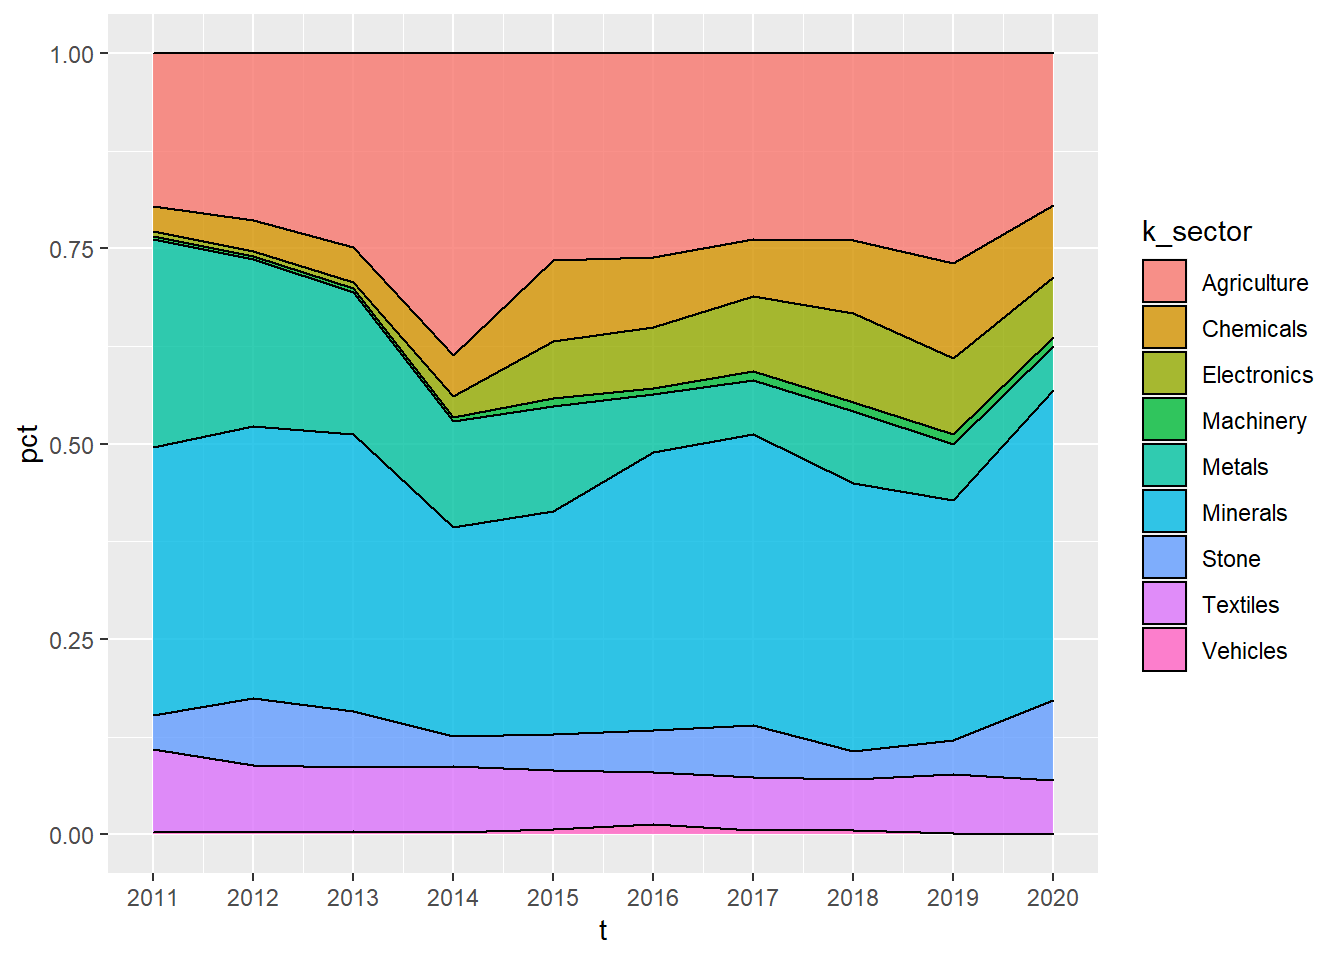 1.00
0.75
0.50
0.25
0.00
pct
2011 2012 2013 2014 2015 2016 2017 2018 2019 2020
t
k_sector
Agriculture
Chemicals
Electronics
Machinery
Metals
Minerals
Stone
Textiles
Vehicles